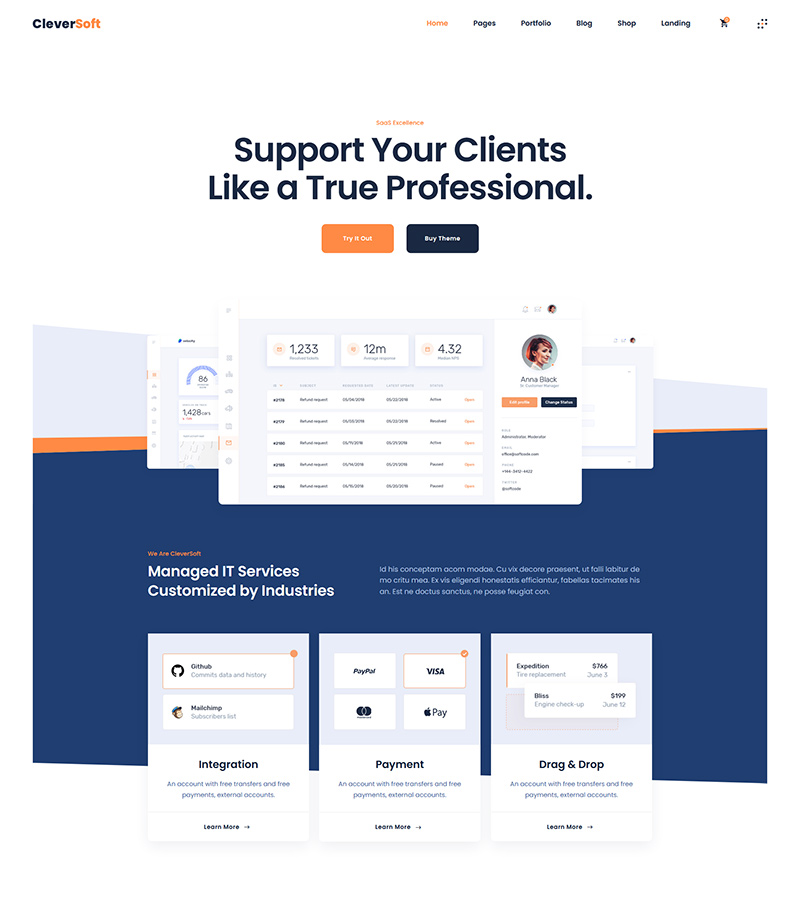 CleverSoft
Home Pages Portfolio Blog Shop Landing
SaaS Excellence
Support Your Clients
Like a True Professional.
Try It Out
Buy Theme
1,233
Received tickets
12m
Average response
4.32
Median NPS
ID SUBJECT REQUESTED DATE LATEST UPDATE STATUS
#2178 Refund request 05/04/2018 05/22/2018 Active Open
#2179 Refund request 05/03/2018 05/22/2018 Resolved Open
#2180 Refund request 05/11/2018 05/21/2018 Active Open
#2185 Refund request 05/14/2018 05/21/2018 Paused Open
#2186 Refund request 05/15/2018 05/20/2018 Paused Open
Anna Black
Sr. Customer Manager
Edit profile
Change Status
ROLE
Administrator, Moderator
EMAIL
PHONE
+144-3412-4422
TWITTER
@softcode
86
1,428 cars
We Are CleverSoft
Managed IT Services
Customized by Industries
Id his conceptam acom modae. Cu vix decore praesent, ut falli labitur de
mo critu mea. Ex vis eligendi honestatis efficiantur, fabellas tacimates his
an. Est ne doctus sanctus, ne posse feugiat con.
Github
Commits data and history
Mailchimp
Subscribers list
Integration
An account with free transfers and free
payments, external accounts.
Learn More →
PayPal
VISA
Pay
Payment
An account with free transfers and free
payments, external accounts.
Learn More →
Expedition $766
Tire replacement June 3
Bliss $199
Engine check-up June 12
Drag & Drop
An account with free transfers and free
payments, external accounts.
Learn More →